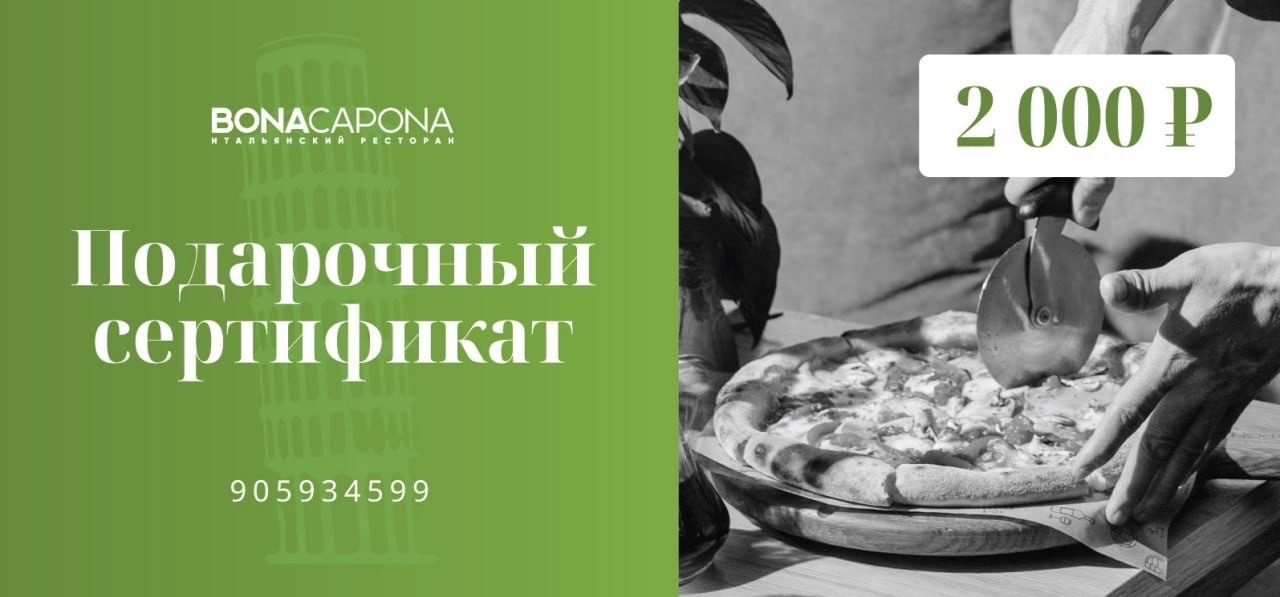 BONACAPONA
ИТАЛЬЯНСКИЙ РЕСТОРАН
Подарочный
сертификат
905934599
2 000 ₽